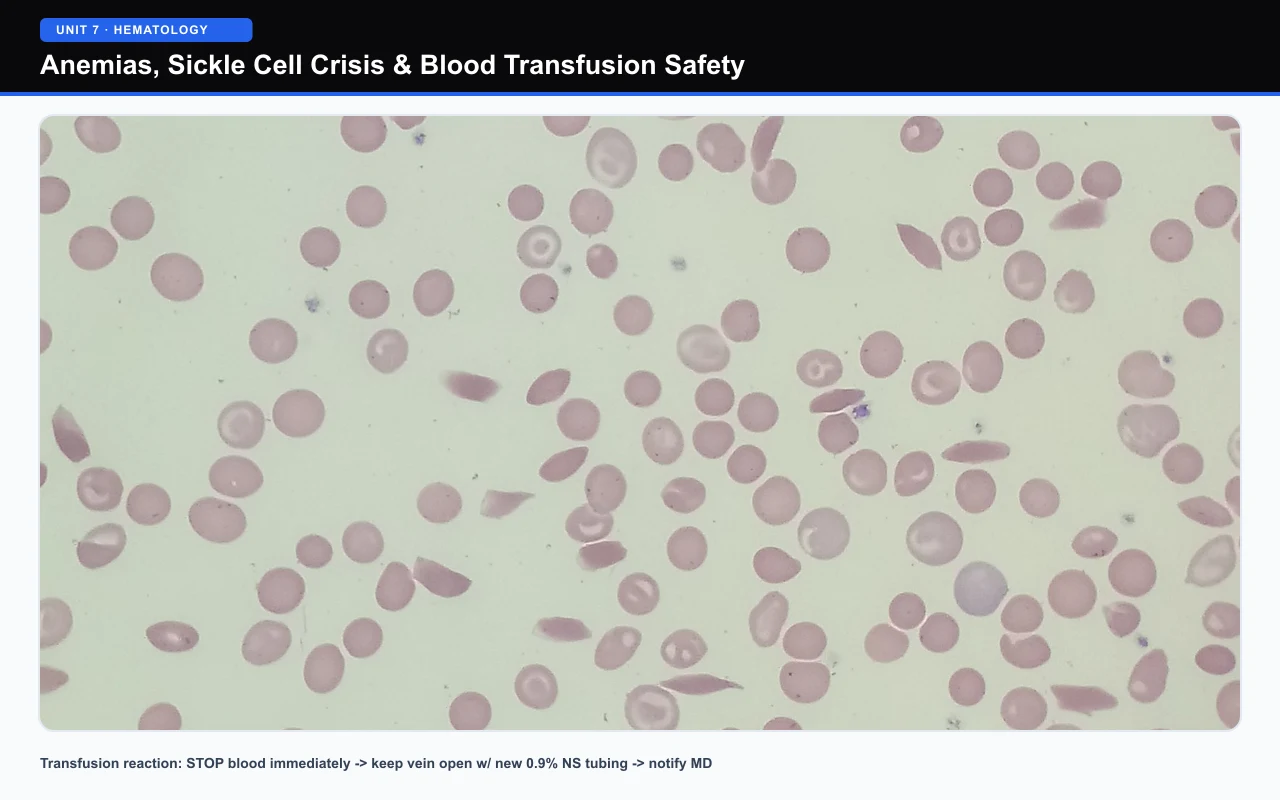 UNIT 7 · HEMATOLOGY
Anemias, Sickle Cell Crisis & Blood Transfusion Safety
Transfusion reaction: STOP blood immediately -> keep vein open w/ new 0.9% NS tubing -> notify MD